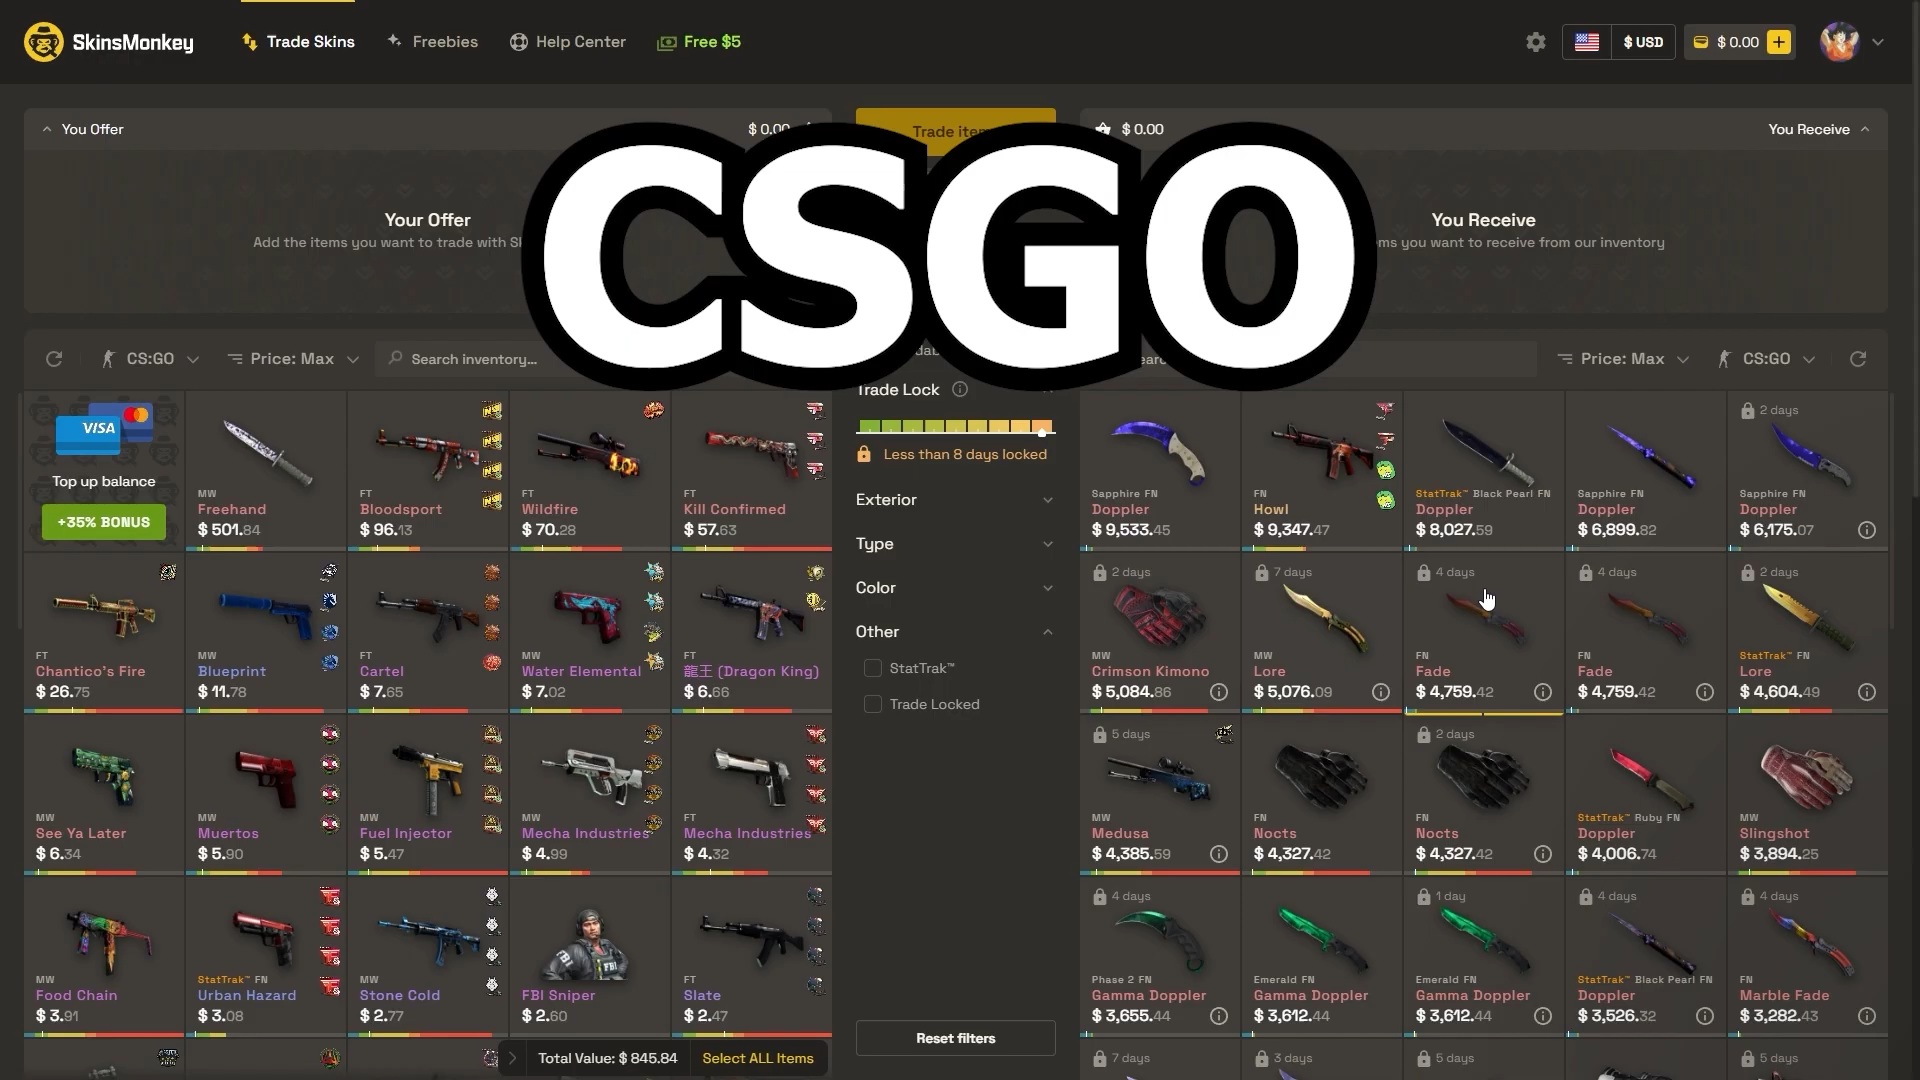 SkinsMonkey
Trade Skins
Freebies
Help Center
Free $5
$ USD
$ 0.00
You Offer
$ 0.00
Trade item
$ 0.00
You Receive
CSGO
Your Offer
Add the items you want to trade with
You Receive
you want to receive from our inventory
CS:GO
Price: Max
Search inventory...
Price: Max
CS:GO
VISA
Top up balance
+35% BONUS
MW
Freehand
$ 501.84
FT
Bloodsport
$ 96.13
FT
Wildfire
$ 70.28
FT
Kill Confirmed
$ 57.63
Trade Lock
Less than 8 days locked
Exterior
Type
Color
Other
StatTrak™
Trade Locked
Sapphire FN
Doppler
$ 9,533.45
FN
Howl
$ 9,347.47
StatTrak™ Black Pearl FN
Doppler
$ 8,027.59
Sapphire FN
Doppler
$ 6,899.82
2 days
Sapphire FN
Doppler
$ 6,175.07
FT
Chantico's Fire
$ 26.75
MW
Blueprint
$ 11.78
FT
Cartel
$ 7.65
MW
Water Elemental
$ 7.02
FT
龍王 (Dragon King)
$ 6.66
2 days
MW
Crimson Kimono
$ 5,084.86
7 days
MW
Lore
$ 5,076.09
4 days
FN
Fade
$ 4,759.42
4 days
FN
Fade
$ 4,759.42
2 days
StatTrak™ FN
Lore
$ 4,604.49
MW
See Ya Later
$ 6.34
MW
Muertos
$ 5.90
MW
Fuel Injector
$ 5.47
MW
Mecha Industries
$ 4.99
FT
Mecha Industries
$ 4.32
5 days
MW
Medusa
$ 4,385.59
FN
Nocts
$ 4,327.42
2 days
FN
Nocts
$ 4,327.42
StatTrak™ Ruby FN
Doppler
$ 4,006.74
MW
Slingshot
$ 3,894.25
MW
Food Chain
$ 3.91
StatTrak™ FN
Urban Hazard
$ 3.08
MW
Stone Cold
$ 2.77
FBI
FBI
FBI Sniper
$ 2.60
FT
Slate
$ 2.47
4 days
Phase 2 FN
Gamma Doppler
$ 3,655.44
Emerald FN
Gamma Doppler
$ 3,612.44
1 day
Emerald FN
Gamma Doppler
$ 3,612.44
4 days
StatTrak™ Black Pearl FN
Doppler
$ 3,526.32
4 days
FN
Marble Fade
$ 3,282.43
Reset filters
Total Value: $ 845.84
Select ALL Items
7 days
3 days
5 days
5 days